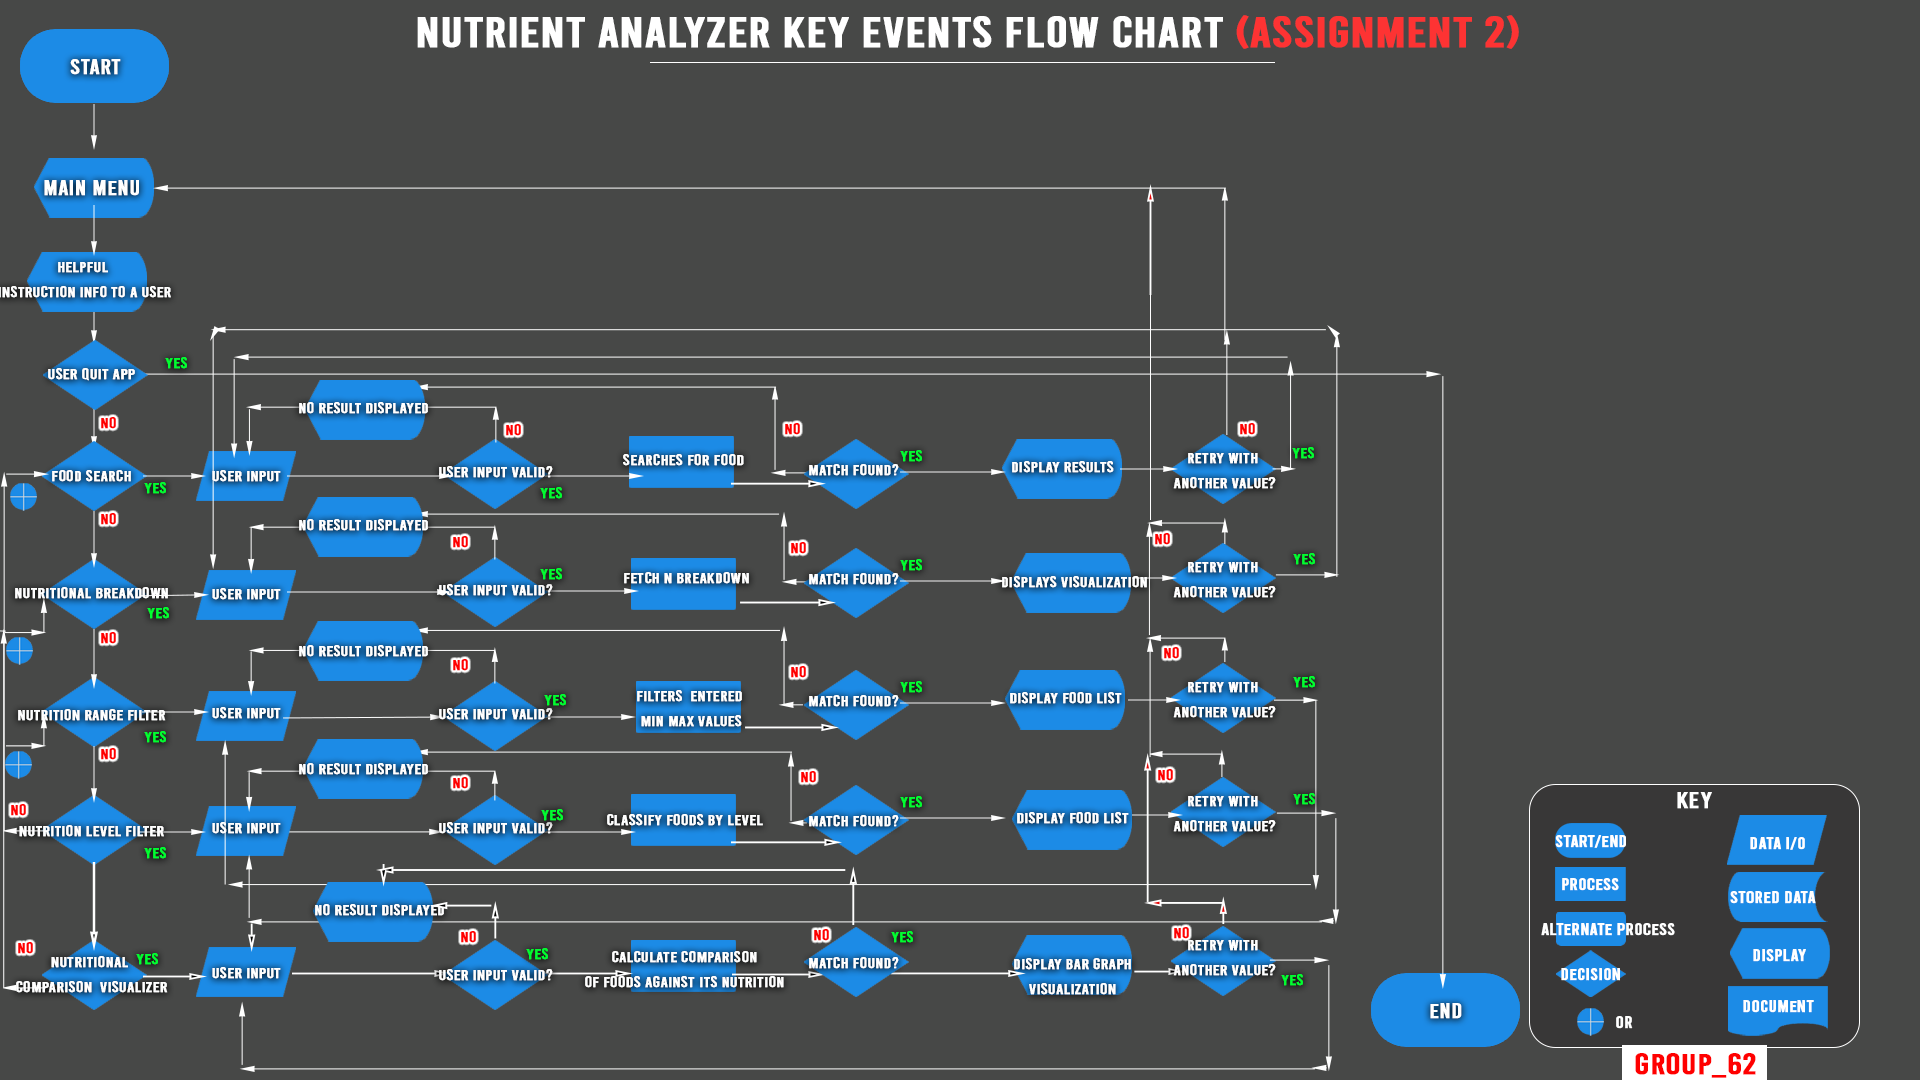 NUTRIENT ANALYZER KEY EVENTS FLOW CHART (ASSIGNMENT 2)
START
MAIN MENU
HELPFUL
INSTRUCTION INFO TO A USER
USER QUIT APP
YES
NO
NO RESULT DISPLAYED
NO
NO
NO
FOOD SEARCH
YES
USER INPUT
USER INPUT VALID?
YES
SEARCHES FOR FOOD
MATCH FOUND?
YES
DISPLAY RESULTS
RETRY WITH
ANOTHER VALUE?
YES
NO
NO RESULT DISPLAYED
NO
NO
NO
NUTRITIONAL BREAKDOWN
YES
USER INPUT
USER INPUT VALID?
YES
FETCH N BREAKDOWN
MATCH FOUND?
YES
DISPLAYS VISUALIZATION
RETRY WITH
ANOTHER VALUE?
YES
NO
NO RESULT DISPLAYED
NO
NO
NO
NUTRITION RANGE FILTER
YES
USER INPUT
USER INPUT VALID?
YES
FILTERS ENTERED
MIN MAX VALUES
MATCH FOUND?
YES
DISPLAY FOOD LIST
RETRY WITH
ANOTHER VALUE?
YES
NO
NO RESULT DISPLAYED
NO
NO
NO
NO
NUTRITION LEVEL FILTER
YES
USER INPUT
USER INPUT VALID?
YES
CLASSIFY FOODS BY LEVEL
MATCH FOUND?
YES
DISPLAY FOOD LIST
RETRY WITH
ANOTHER VALUE?
YES
NO RESULT DISPLAYED
NO
NO
NO
NO
NUTRITIONAL
COMPARISON VISUALIZER
YES
USER INPUT
USER INPUT VALID?
YES
CALCULATE COMPARISON
OF FOODS AGAINST ITS NUTRITION
MATCH FOUND?
YES
DISPLAY BAR GRAPH
VISUALIZATION
RETRY WITH
ANOTHER VALUE?
YES
END
KEY
START/END
PROCESS
ALTERNATE PROCESS
DECISION
OR
DATA I/O
STORED DATA
DISPLAY
DOCUMENT
GROUP_62